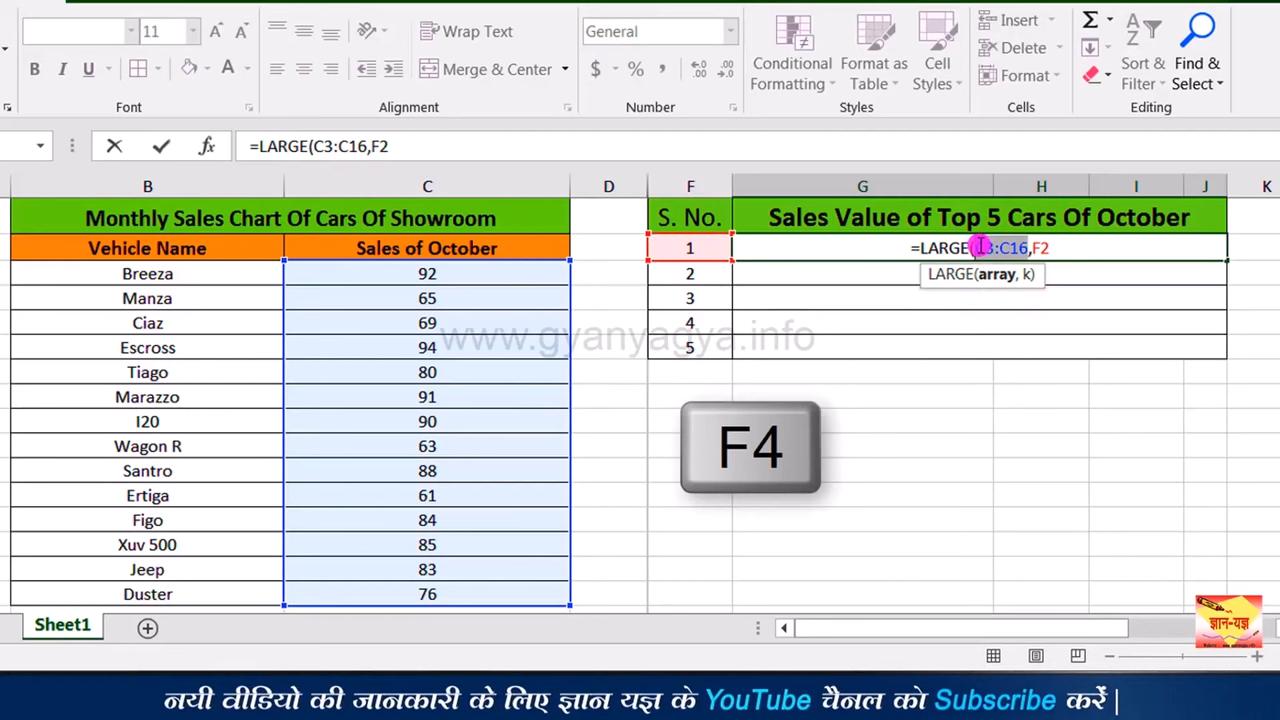 11
Wrap Text
General
Insert
Delete
Format
B I U A
Merge & Center
$ % ,
Conditional Formatting
Format as Table
Cell Styles
Sort & Filter
Find & Select
Font
Alignment
Number
Styles
Cells
Editing
fx =LARGE(C3:C16,F2
B C D F G H I J K
Monthly Sales Chart Of Cars Of Showroom
S. No. Sales Value of Top 5 Cars Of October
Vehicle Name Sales of October
1 =LARGE(C3:C16,F2
LARGE(array, k)
Breeza 92 2
Manza 65 3
Ciaz 69 4
Escross 94 5
www.gyanyagya.info
Tiago 80
Marazzo 91
I20 90
Wagon R 63
Santro 88
Ertiga 61
Figo 84
Xuv 500 85
Jeep 83
Duster 76
F4
Sheet1
ज्ञान-यज्ञ
नयी वीडियो की जानकारी के लिए ज्ञान यज्ञ के YouTube चैनल को Subscribe करें |